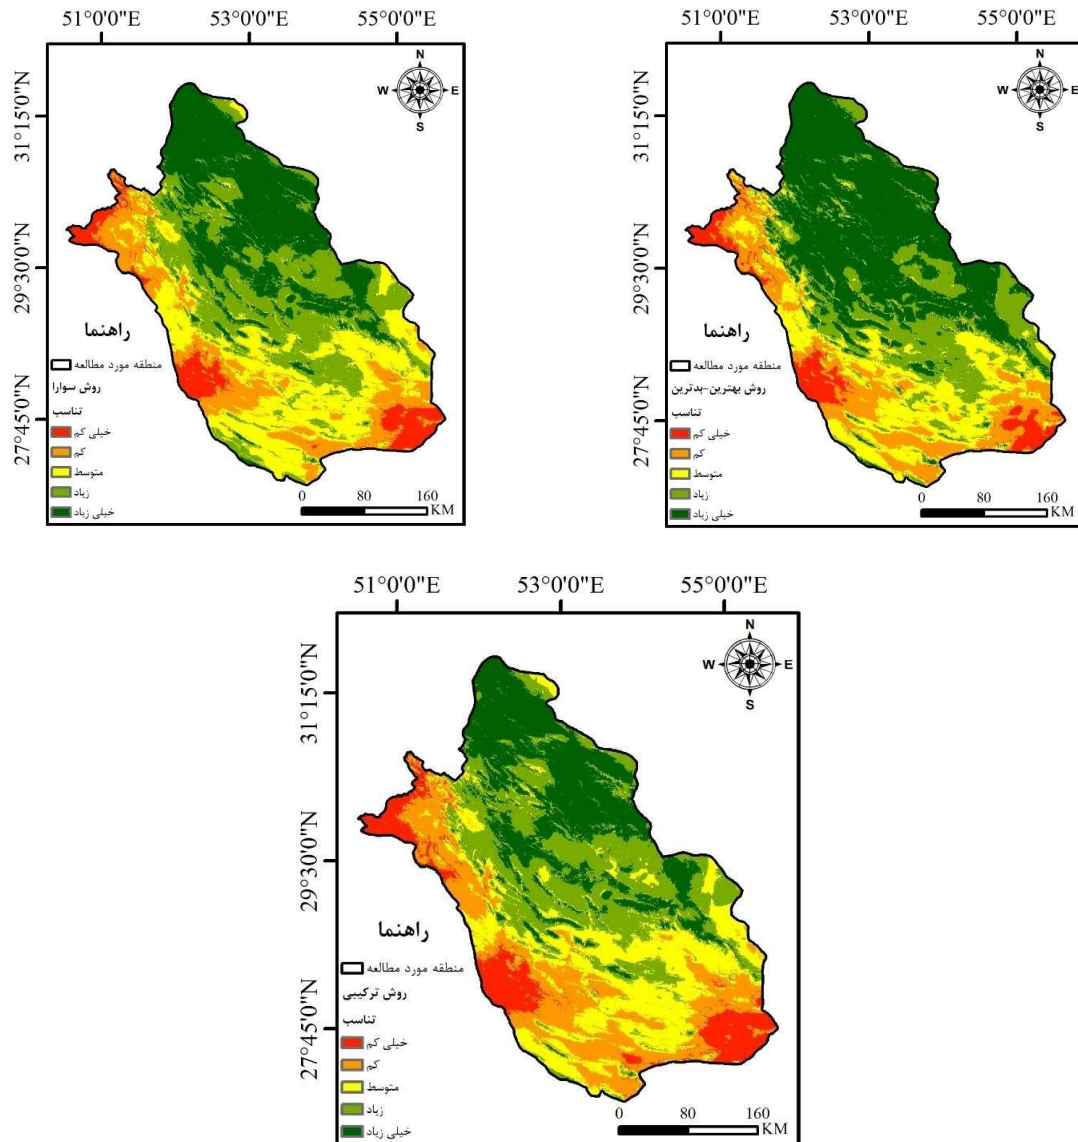 51°0'0"E 53°0'0"E 55°0'0"E
31°15'0"N
29°30'0"N
27°45'0"N
N
W E
S
راهنما
منطقه مورد مطالعه
روش سوارا
تناسب
خیلی کم
کم
متوسط
زیاد
خیلی زیاد
0 80 160
KM
51°0'0"E 53°0'0"E 55°0'0"E
31°15'0"N
29°30'0"N
27°45'0"N
N
W E
S
راهنما
منطقه مورد مطالعه
روش بهترین-بدترین
تناسب
خیلی کم
کم
متوسط
زیاد
خیلی زیاد
0 80 160
KM
51°0'0"E 53°0'0"E 55°0'0"E
31°15'0"N
29°30'0"N
27°45'0"N
N
W E
S
راهنما
منطقه مورد مطالعه
روش ترکیبی
تناسب
خیلی کم
کم
متوسط
زیاد
خیلی زیاد
0 80 160
KM